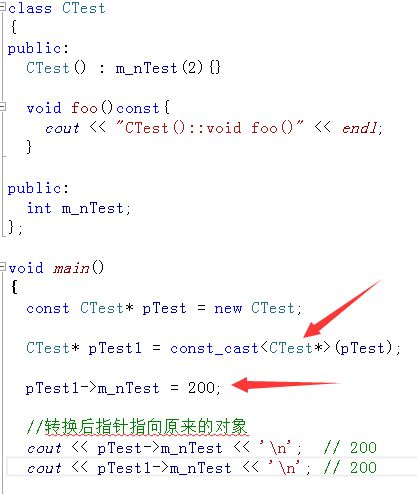 class CTest
{
public:
CTest() : m_nTest(2){}
void foo()const{
cout << "CTest()::void foo()" << endl;
}
public:
int m_nTest;
};
void main()
{
const CTest* pTest = new CTest;
CTest* pTest1 = const_cast<CTest*>(pTest);
pTest1->m_nTest = 200;
//转换后指针指向原来的对象
cout << pTest->m_nTest << '\n'; // 200
cout << pTest1->m_nTest << '\n'; // 200